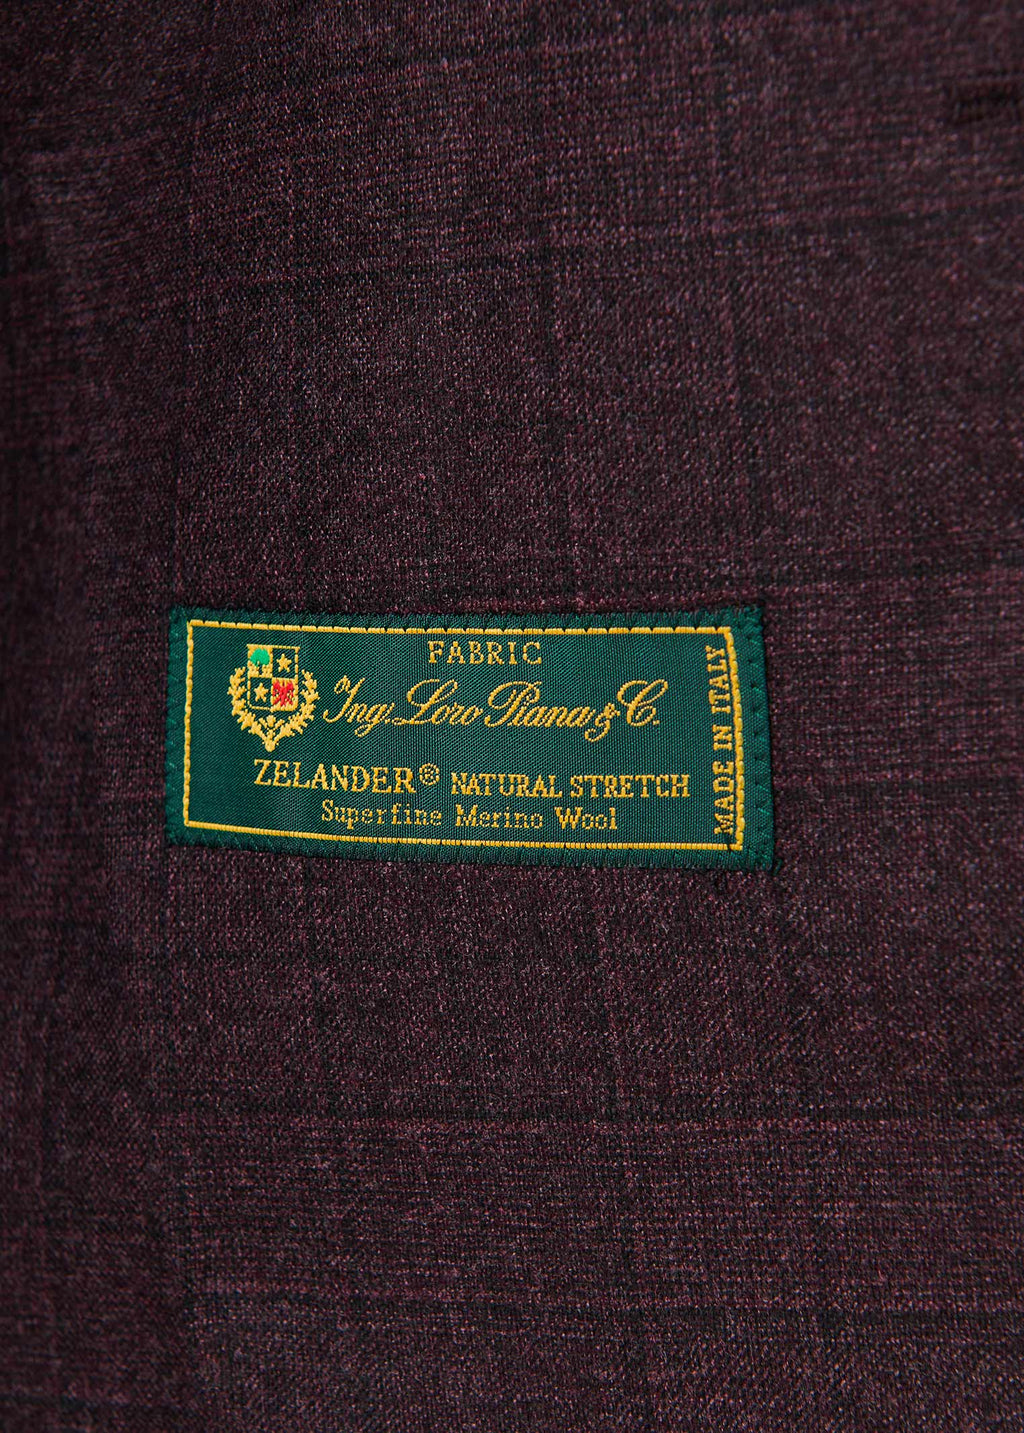 FABRIC
Ing. Loro Piana & C.
ZELANDER® NATURAL STRETCH
Superfine Merino Wool
MADE IN ITALY